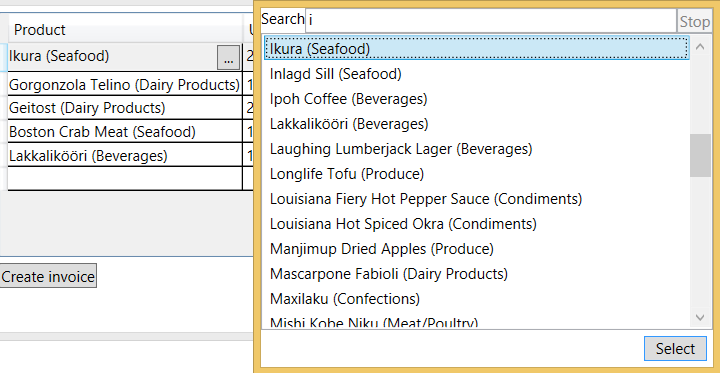 Product
U
Ikura (Seafood)
...
2
Gorgonzola Telino (Dairy Products)
1
Geitost (Dairy Products)
2
Boston Crab Meat (Seafood)
1
Lakkalikööri (Beverages)
1
Create invoice
Search i
Stop
Ikura (Seafood)
Inlagd Sill (Seafood)
Ipoh Coffee (Beverages)
Lakkalikööri (Beverages)
Laughing Lumberjack Lager (Beverages)
Longlife Tofu (Produce)
Louisiana Fiery Hot Pepper Sauce (Condiments)
Louisiana Hot Spiced Okra (Condiments)
Manjimup Dried Apples (Produce)
Mascarpone Fabioli (Dairy Products)
Maxilaku (Confections)
Mishi Kobe Niku (Meat/Poultry)
Select